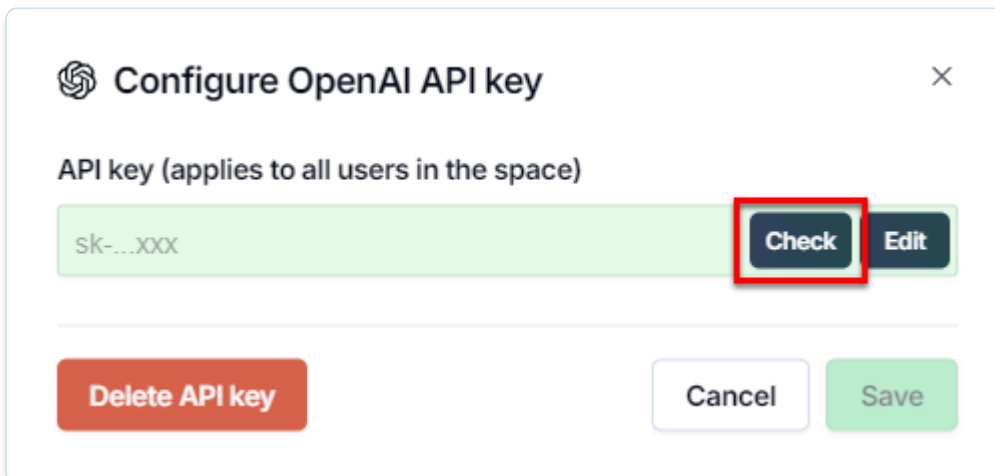 Configure OpenAI API key
API key (applies to all users in the space)
sk-...xxx
Check
Edit
Delete API key
Cancel
Save